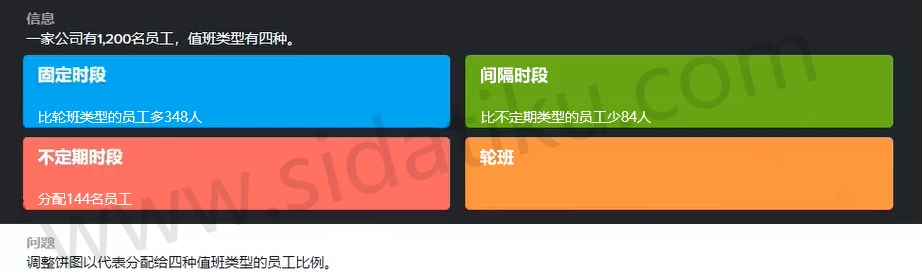 信息
一家公司有1,200名员工，值班类型有四种。
固定时段
比轮班类型的员工多348人
间隔时段
比不定期类型的员工少84人
不定期时段
分配144名员工
轮班
问题
调整饼图以代表分配给四种值班类型的员工比例。
www.sidatiku.com